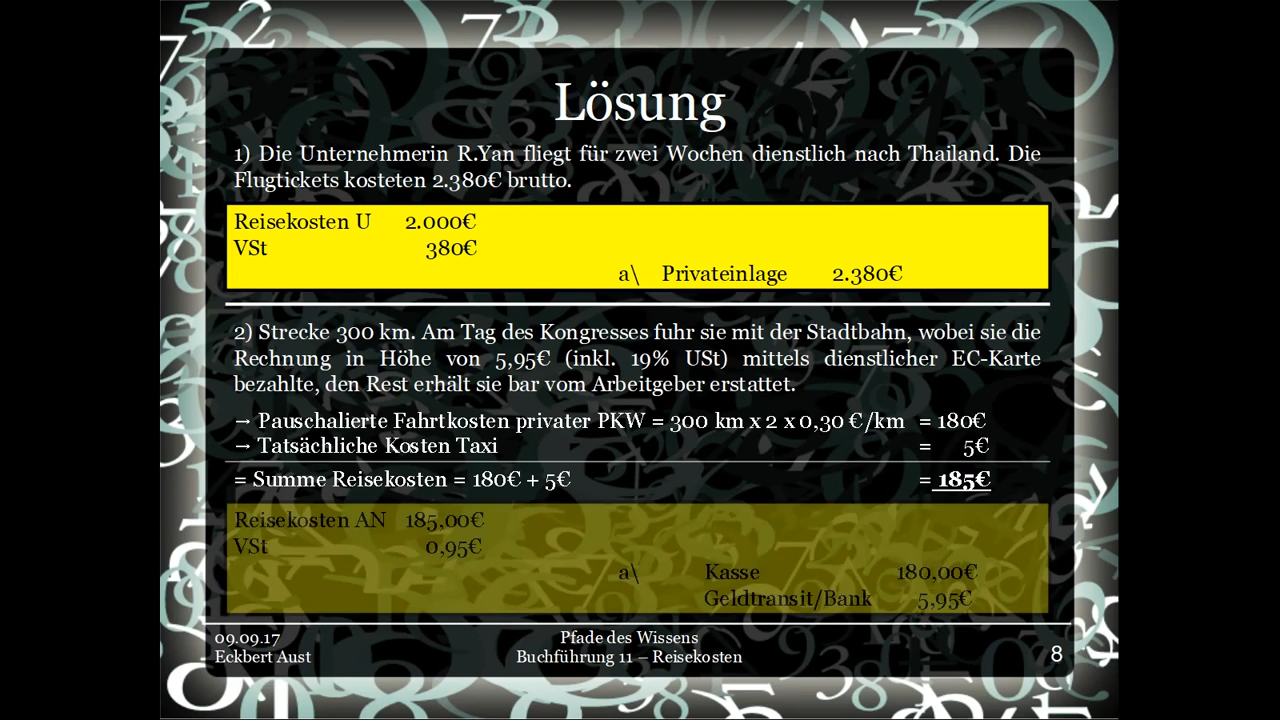 Lösung
1) Die Unternehmerin R.Yan fliegt für zwei Wochen dienstlich nach Thailand. Die
Flugtickets kosteten 2.380€ brutto.
Reisekosten U 2.000€
VSt 380€
a\ Privateinlage 2.380€
2) Strecke 300 km. Am Tag des Kongresses fuhr sie mit der Stadtbahn, wobei sie die
Rechnung in Höhe von 5,95€ (inkl. 19% USt) mittels dienstlicher EC-Karte
bezahlte, den Rest erhält sie bar vom Arbeitgeber erstattet.
→ Pauschalierte Fahrtkosten privater PKW = 300 km x 2 x 0,30 €/km = 180€
→ Tatsächliche Kosten Taxi = 5€
= Summe Reisekosten = 180€ + 5€ = 185€
Reisekosten AN 185,00€
VSt 0,95€
a\ Kasse 180,00€
Geldtransit/Bank 5,95€
09.09.17 Pfade des Wissens
Eckbert Aust Buchführung 11 – Reisekosten 8